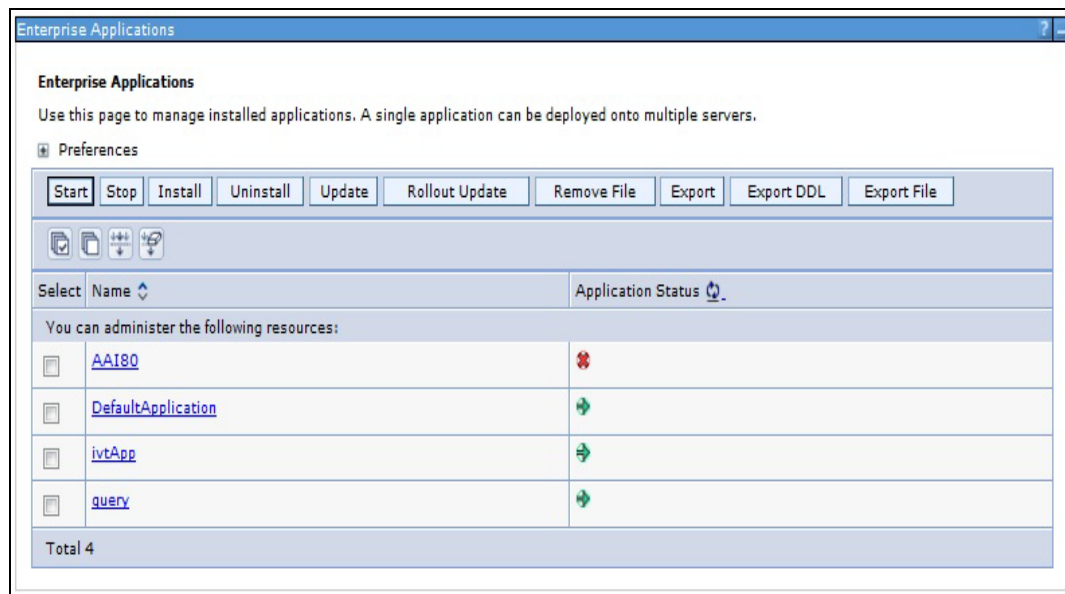 Enterprise Applications
?
Enterprise Applications
Use this page to manage installed applications. A single application can be deployed onto multiple servers.
Preferences
Start Stop Install Uninstall Update Rollout Update Remove File Export Export DDL Export File
Select Name Application Status
You can administer the following resources:
AAI80
DefaultApplication
ivtApp
query
Total 4